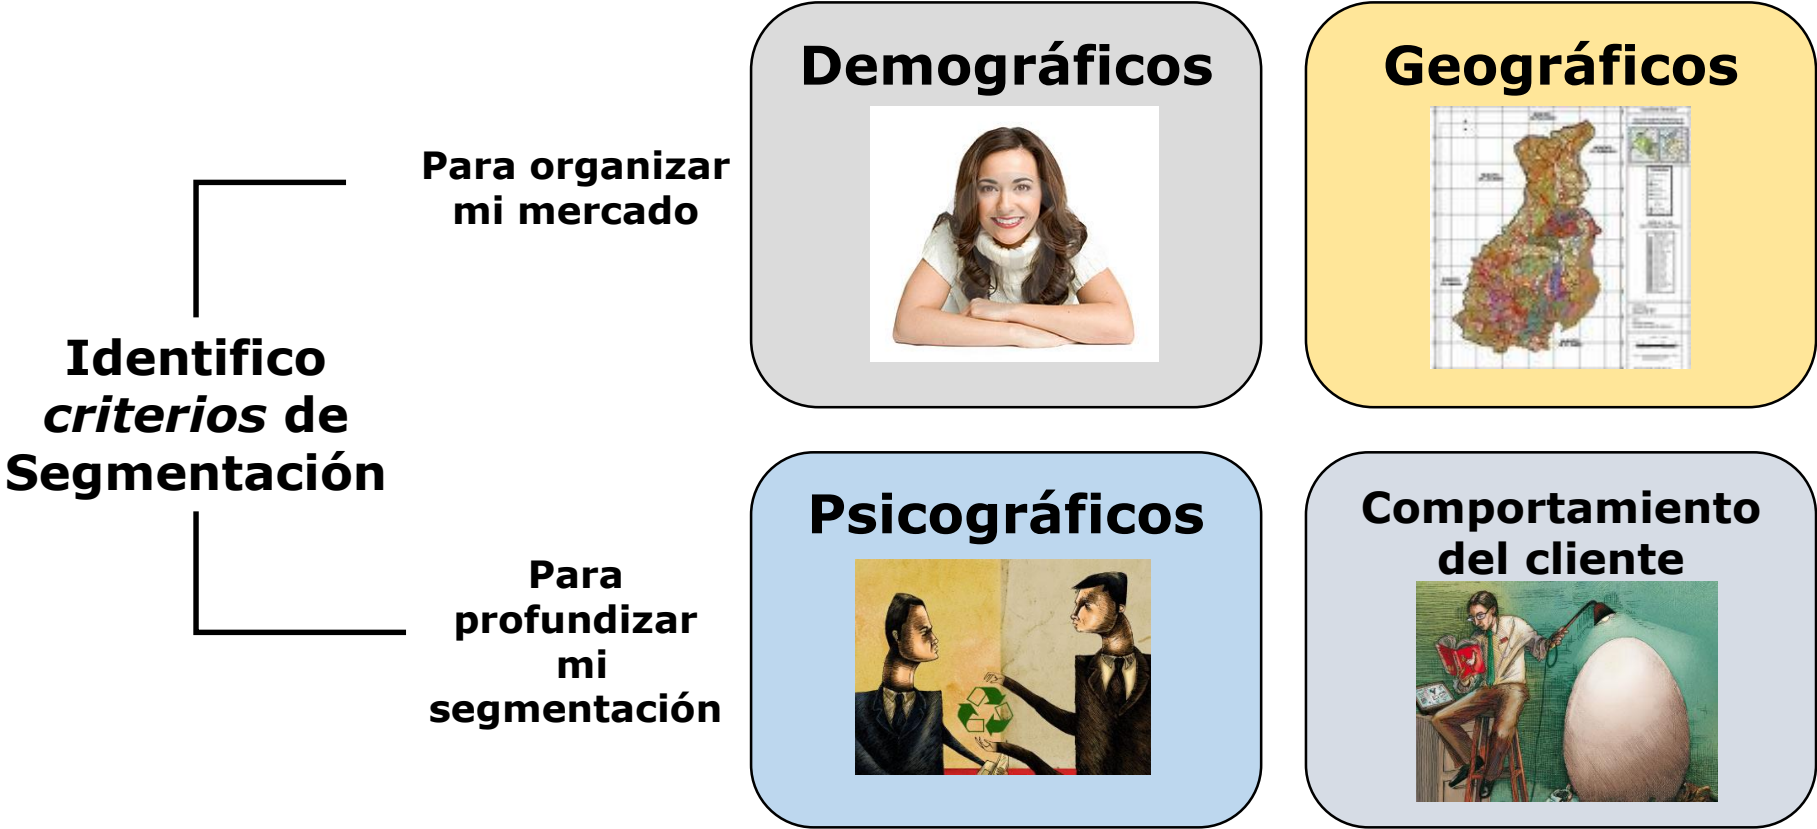 Demográficos
Geográficos
Para organizar
mi mercado
Identifico
criterios de
Segmentación
Psicográficos
Comportamiento
del cliente
Para
profundizar
mi
segmentación